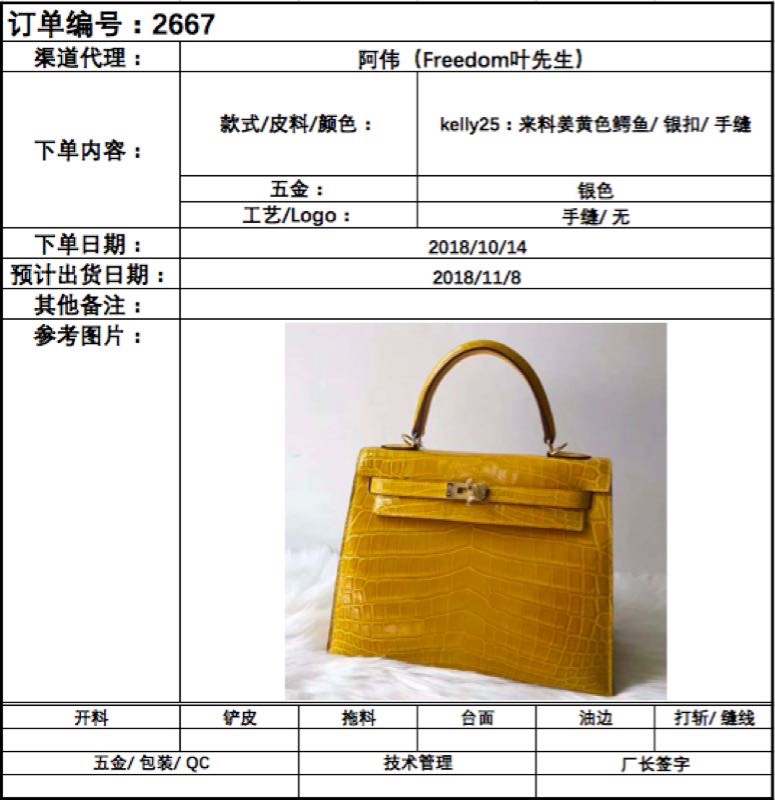 订单编号：2667
渠道代理： 阿伟（Freedom叶先生）
下单内容： 款式/皮料/颜色： kelly25：来料姜黄色鳄鱼/ 银扣/ 手缝
五金： 银色
工艺/Logo： 手缝/ 无
下单日期： 2018/10/14
预计出货日期： 2018/11/8
其他备注：
参考图片：
开料 铲皮 拖料 台面 油边 打斩/ 缝线
五金/ 包装/ QC 技术管理 厂长签字